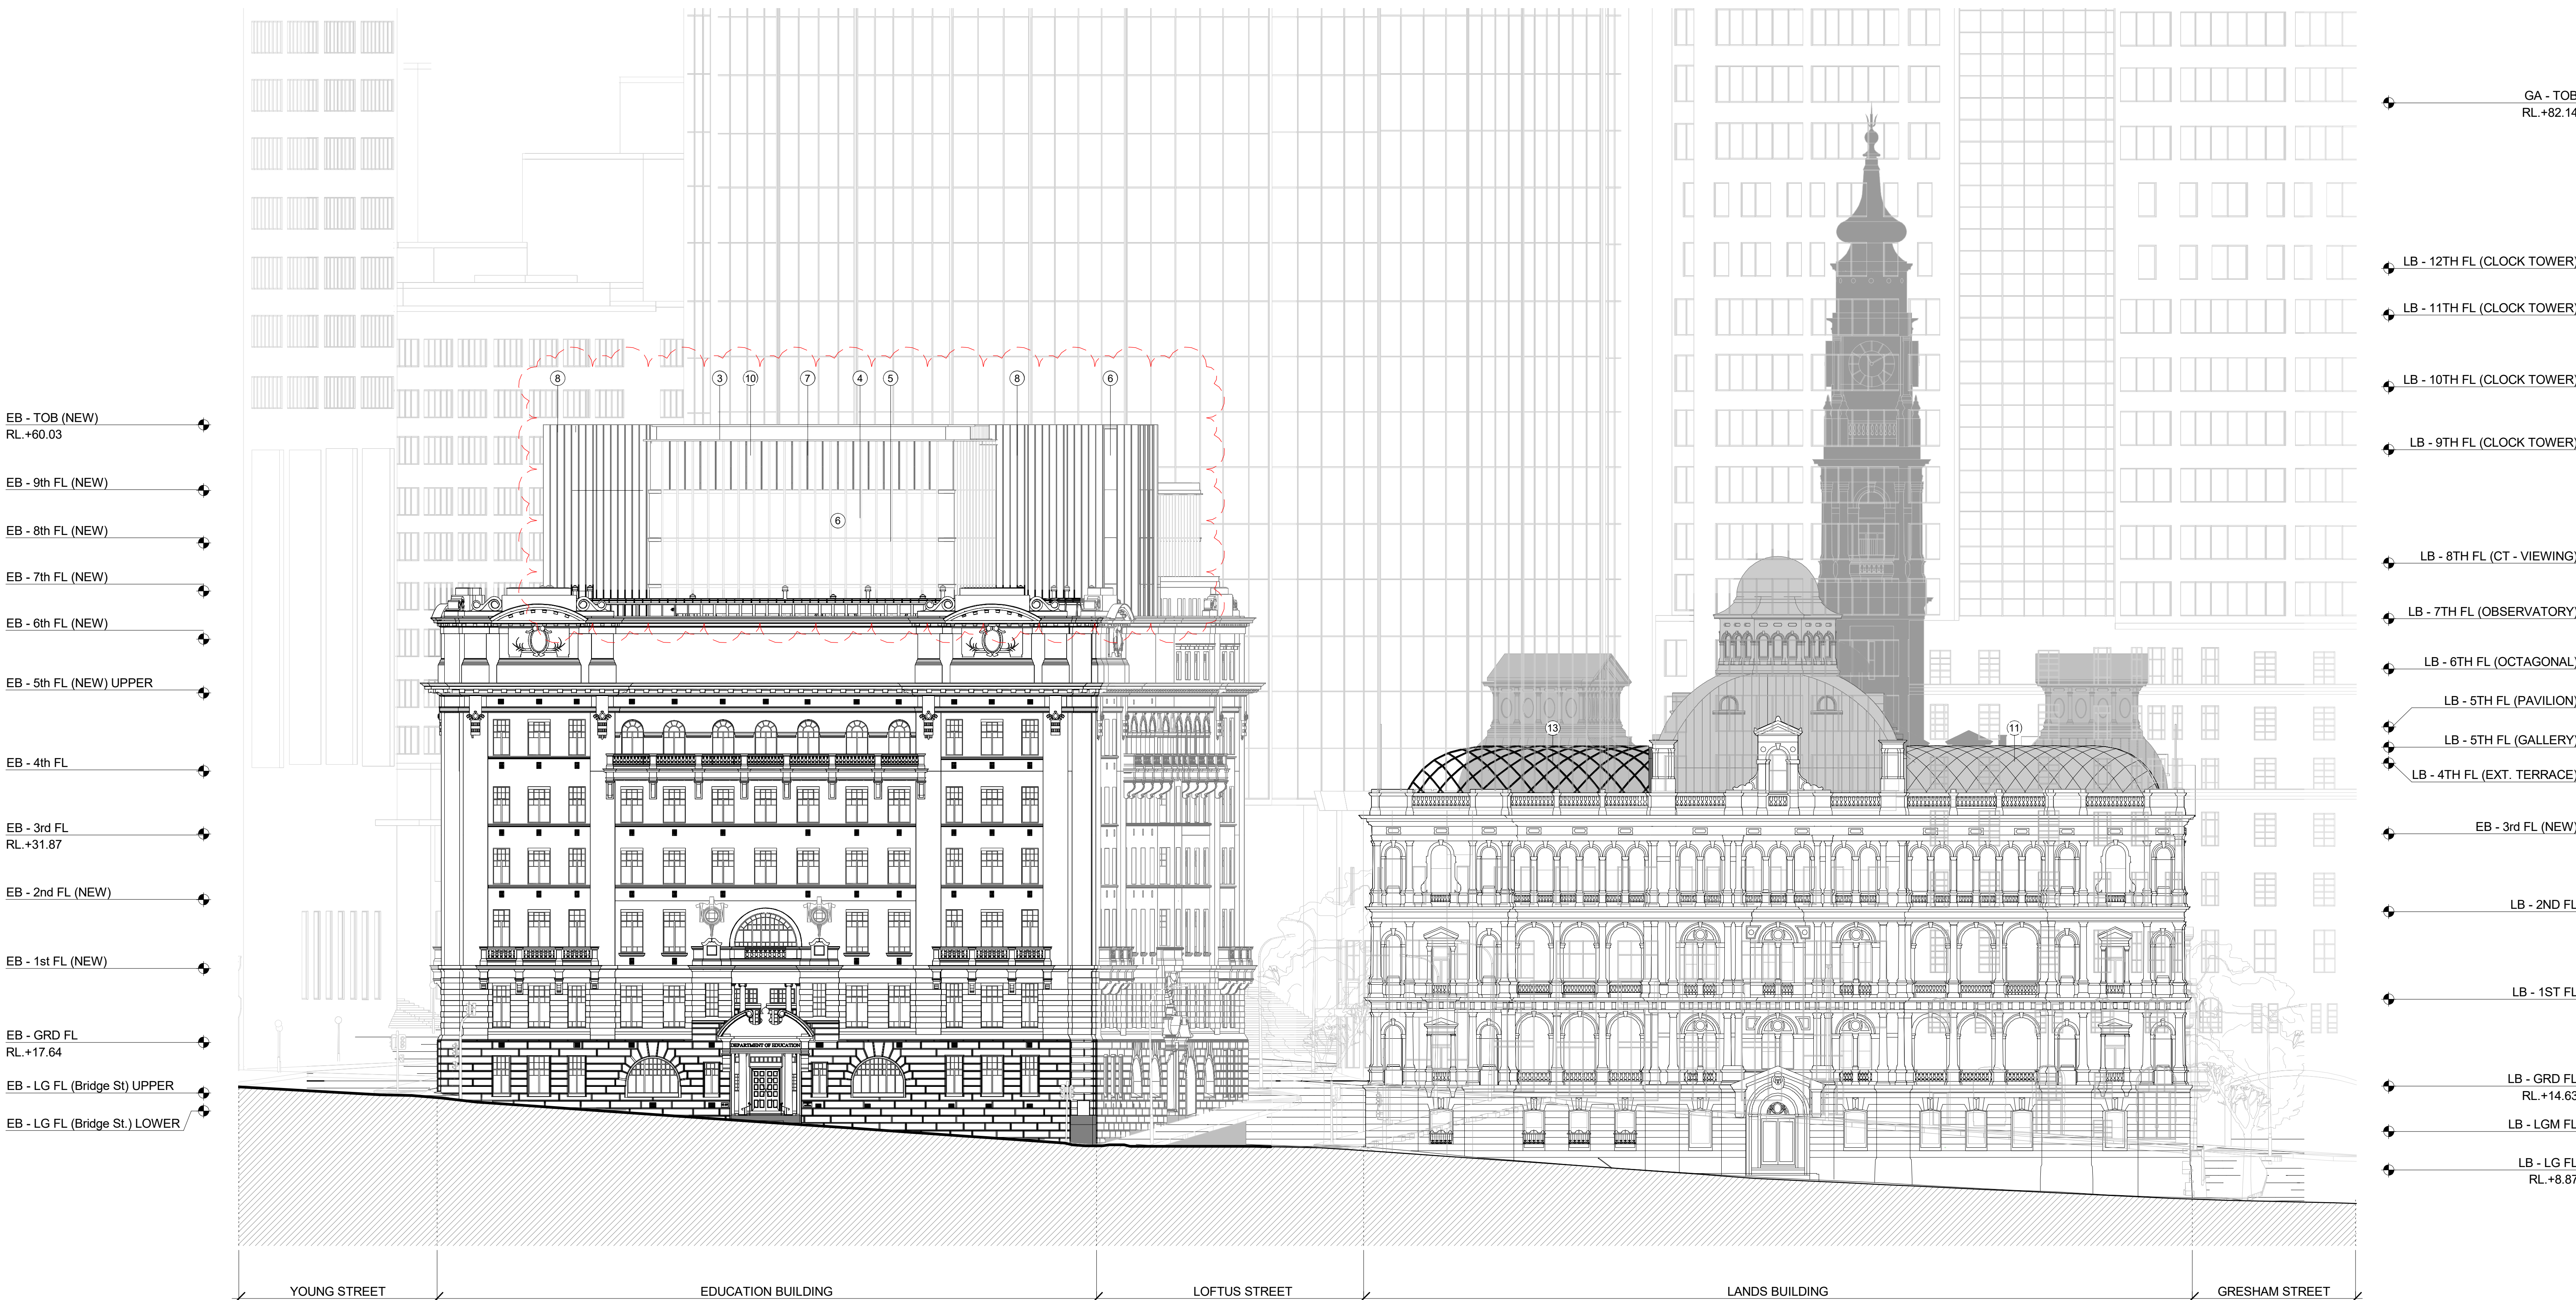 EB - TOB (NEW)
RL.+60.03
EB - 9th FL (NEW)
EB - 8th FL (NEW)
EB - 7th FL (NEW)
EB - 6th FL (NEW)
EB - 5th FL (NEW) UPPER
EB - 4th FL
EB - 3rd FL
RL.+31.87
EB - 2nd FL (NEW)
EB - 1st FL (NEW)
EB - GRD FL
RL.+17.64
EB - LG FL (Bridge St) UPPER
EB - LG FL (Bridge St.) LOWER
8
3
10
7
4
5
8
6
6
DEPARTMENT OF EDUCATION
13
11
GA - TOB
RL.+82.14
LB - 12TH FL (CLOCK TOWER)
LB - 11TH FL (CLOCK TOWER)
LB - 10TH FL (CLOCK TOWER)
LB - 9TH FL (CLOCK TOWER)
LB - 8TH FL (CT - VIEWING)
LB - 7TH FL (OBSERVATORY)
LB - 6TH FL (OCTAGONAL)
LB - 5TH FL (PAVILION)
LB - 5TH FL (GALLERY)
LB - 4TH FL (EXT. TERRACE)
EB - 3rd FL (NEW)
LB - 2ND FL
LB - 1ST FL
LB - GRD FL
RL.+14.63
LB - LGM FL
LB - LG FL
RL.+8.87
YOUNG STREET
EDUCATION BUILDING
LOFTUS STREET
LANDS BUILDING
GRESHAM STREET